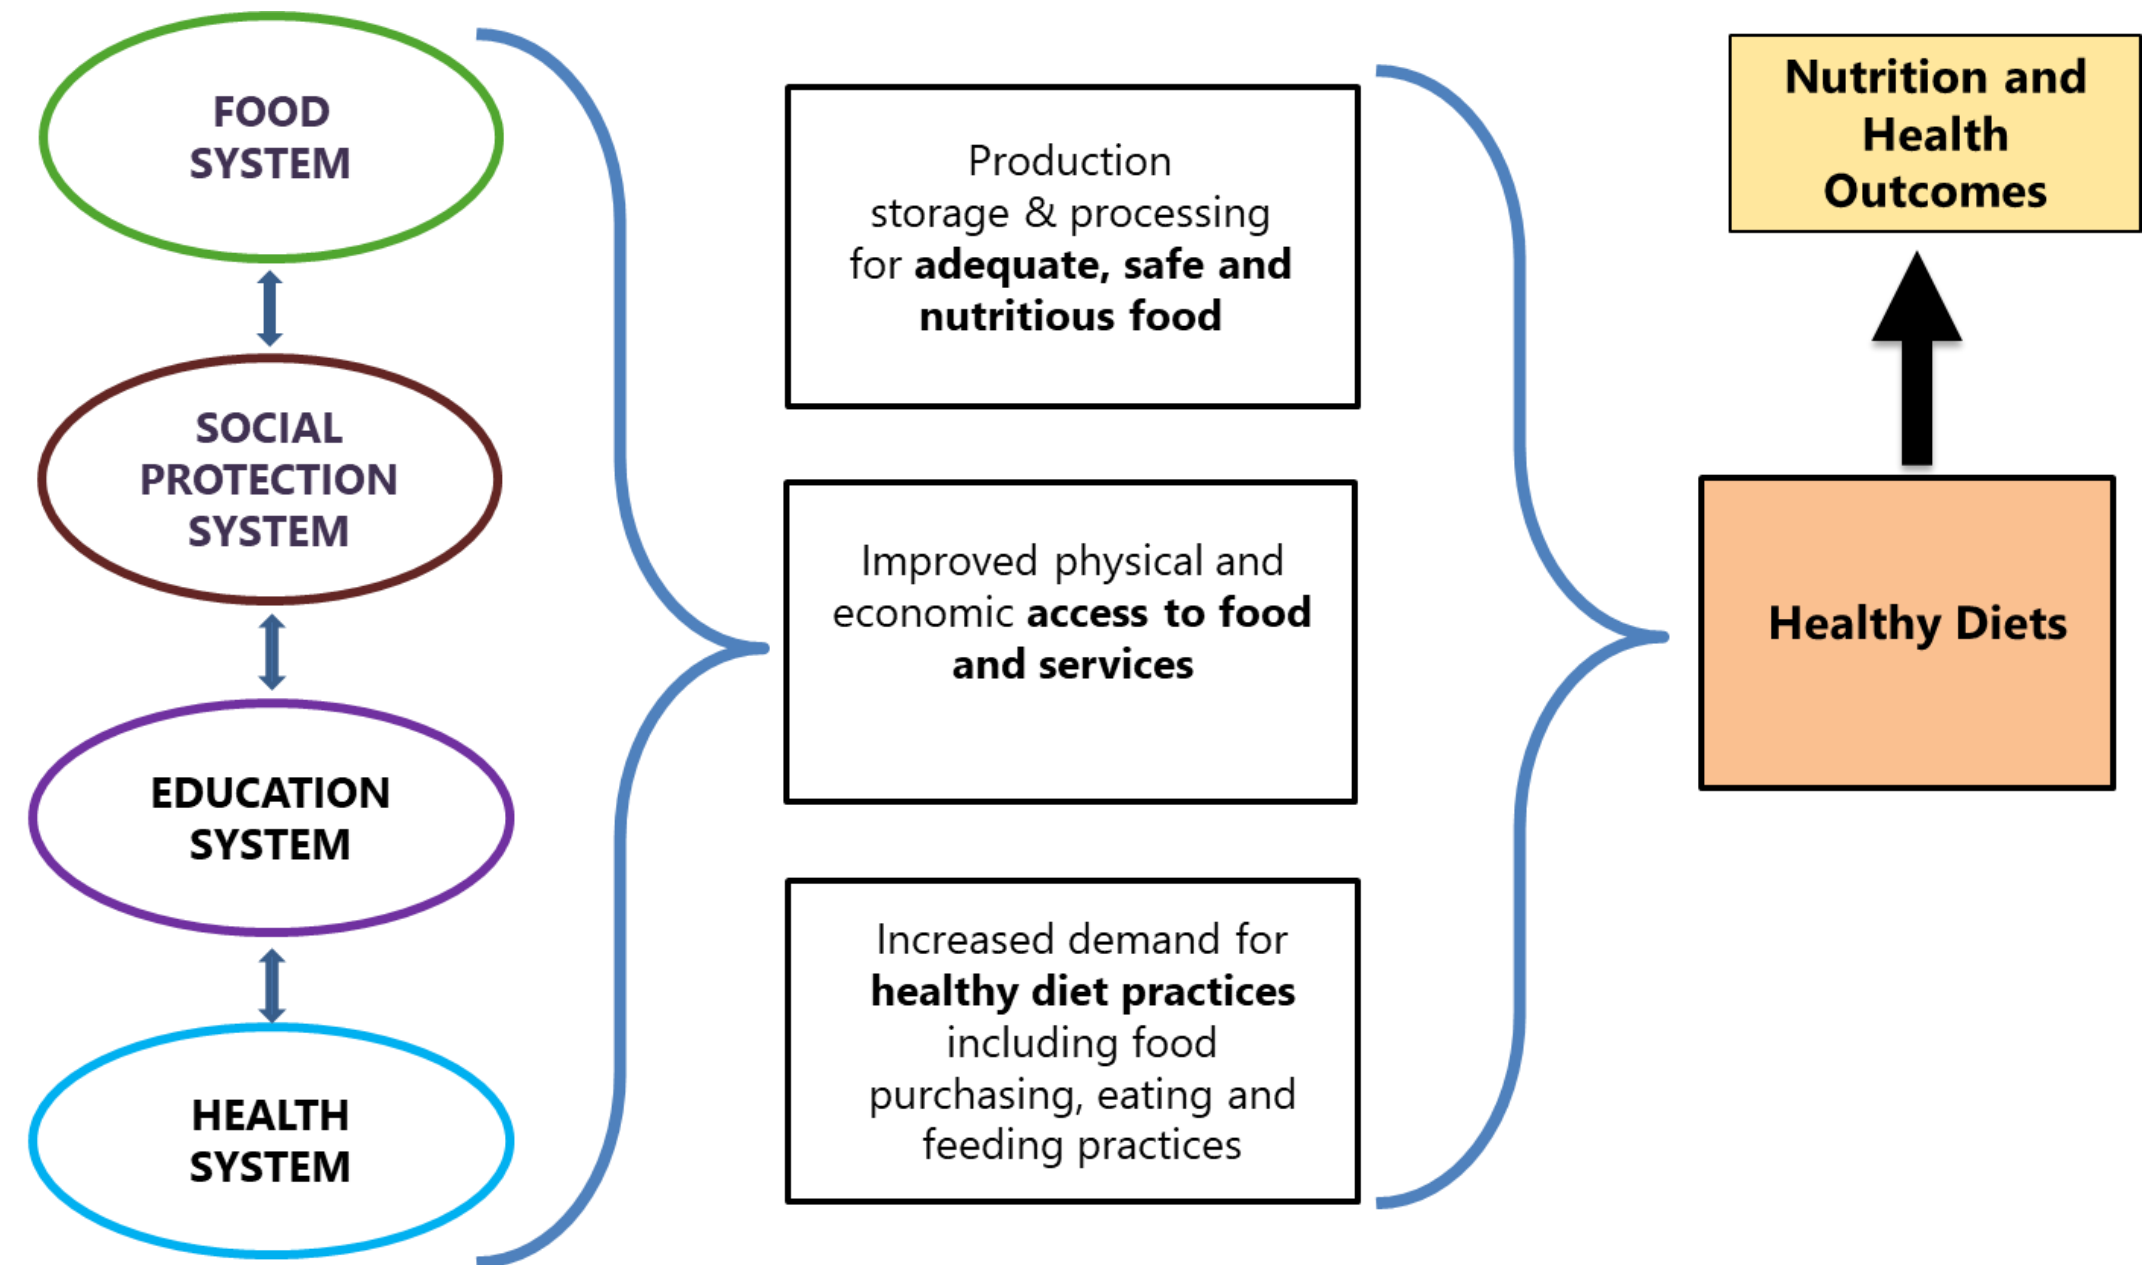 FOOD
SYSTEM
SOCIAL
PROTECTION
SYSTEM
EDUCATION
SYSTEM
HEALTH
SYSTEM
Production
storage & processing
for adequate, safe and
nutritious food
Improved physical and
economic access to food
and services
Increased demand for
healthy diet practices
including food
purchasing, eating and
feeding practices
Nutrition and
Health
Outcomes
Healthy Diets